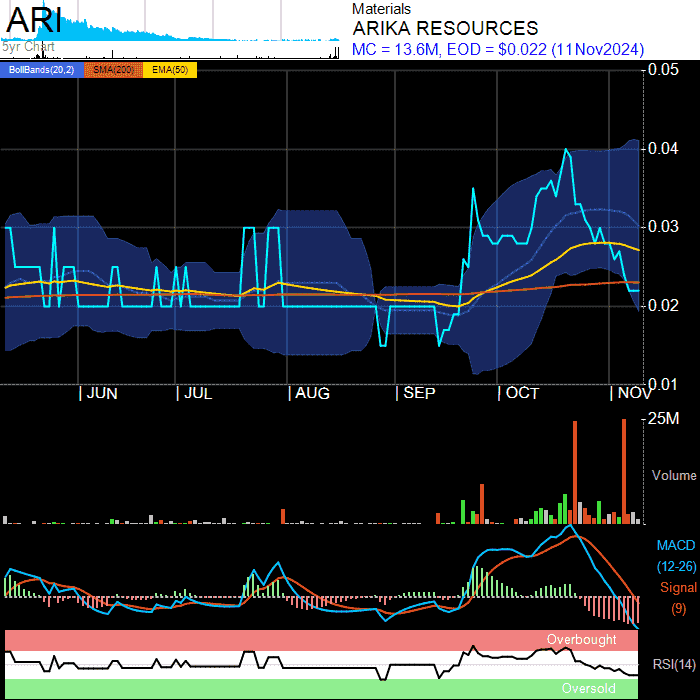 ARI
5yr Chart
Materials
ARIKA RESOURCES
MC = 13.6M, EOD = $0.022 (11Nov2024)
BollBands(20,2) SMA(200) EMA(50)
0.05
0.04
0.03
0.02
0.01
JUN JUL AUG SEP OCT NOV
25M
Volume
MACD
(12-26)
Signal
(9)
Overbought
RSI(14)
Oversold